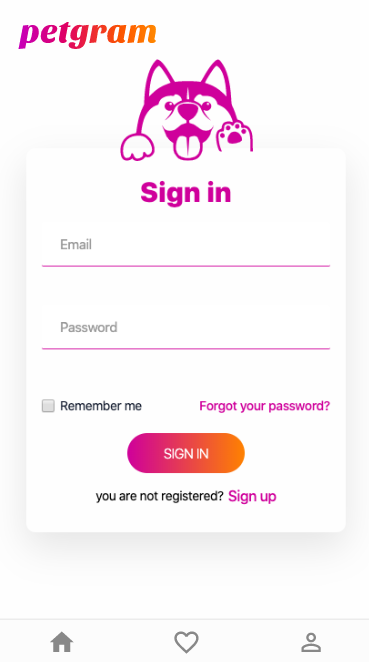 petgram
Sign in
Email
Password
Remember me Forgot your password?
SIGN IN
you are not registered? Sign up